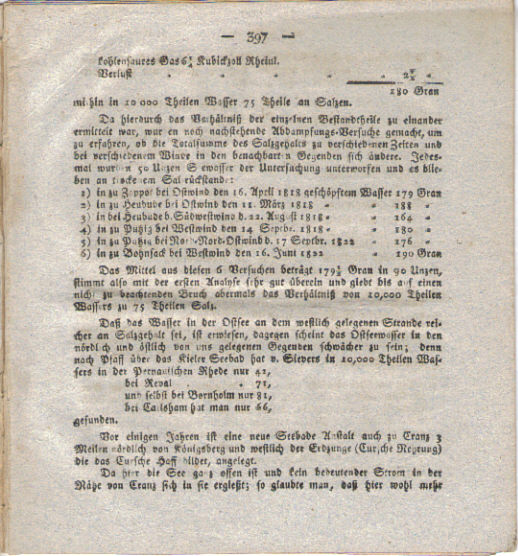 — 397 —
kohlensaures Gas 6¼ Kubickzoll Rheinl.
Verlust „ „ „ „ „ „
180 Gran
mithin in 10 000 Theilen Wasser 75 Theile an Salzen.
Da hierdurch das Verhältniß der einzelnen Bestandtheile zu einander
ermittelt war, wurden noch nachstehende Abdampfungs-Versuche gemacht, um
zu erfahren, ob die Totalsumme des Salzgehalts zu verschiedenen Zeiten und
bei verschiedenem Winde in den benachbarten Gegenden sich ändere. Jedes-
mal wurden 50 Unzen Seewasser der Untersuchung unterworfen und es blie-
ben an trockenem Salzrückstand:
1) in zu Zoppot bei Ostwind den 16. April 1818 geschöpftem Wasser 179 Gran
2) in zu Heubude bei Ostwind den 11. März 1818 „ 188 „
3) in bei Heubude b. Südwestwind d. 22. August 1818 „ 164 „
4) in zu Putzig bei Westwind den 14 Septbr. 1818 „ 180 „
5) in zu Putzig bei Nord-Nord-Ostwind d. 17 Septbr. 1822 „ 176 „
6) in zu Bohnsack bei Westwind den 16. Juni 1822 „ 190 Gran
Das Mittel aus diesen 6 Versuchen beträgt 179½ Gran in 90 Unzen,
stimmt also mit der ersten Analyse sehr gut überein und giebt bis auf einen
nicht zu beachtenden Bruch abermals das Verhältniß von 10,000 Theilen
Wassers zu 75 Theilen Salz.
Daß das Wasser in der Ostsee an dem westlich gelegenen Strande rei-
cher an Salzgehalt sei, ist erwiesen, dagegen scheint das Ostseewasser in den
nördlich und östlich von uns gelegenen Gegenden schwächer zu sein; denn
nach Pfaff über das Kieler Seebad hat v. Sievers in 10,000 Theilen Was-
sers in der Pernauischen Rhede nur 42,
bei Reval „ 71,
und selbst bei Bornholm nur 81,
bei Carlsham hat man nur 66,
gefunden.
Vor einigen Jahren ist eine neue Seebade Anstalt auch zu Cranz 3
Meilen nördlich von Königsberg und westlich der Erdzunge (Cursche Nehrung)
die das Cursche Haff bildet, angelegt.
Da hier die See ganz offen ist und kein bedeutender Strom in der
Nähe von Cranz sich in sie ergießt; so glaubte man, daß hier wohl mehr